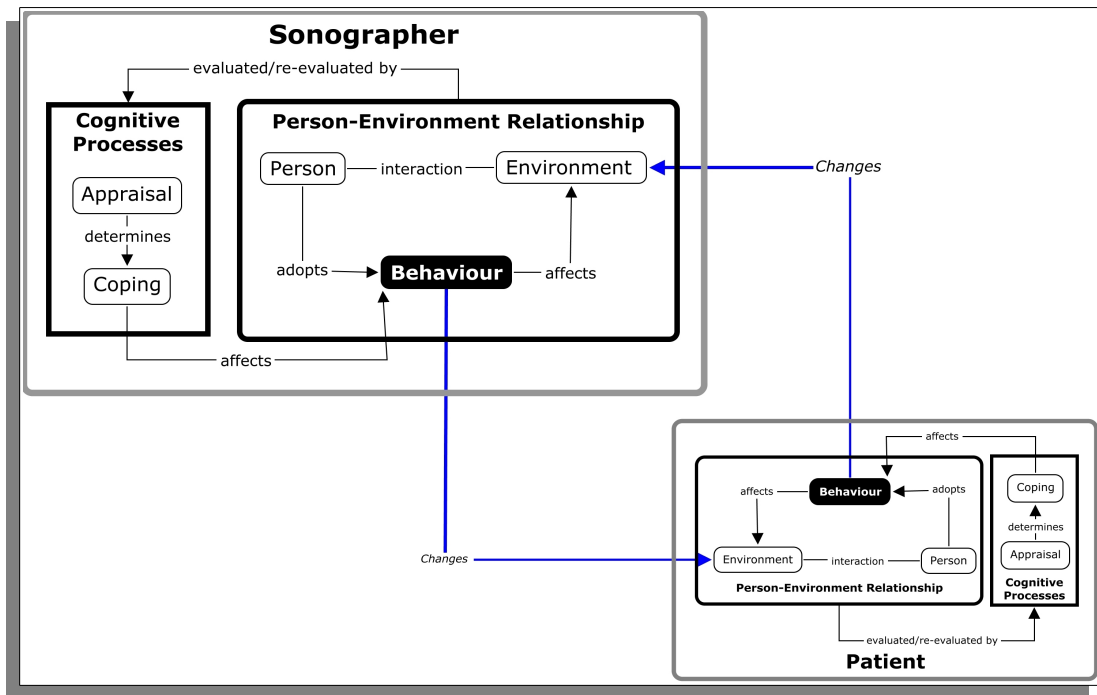 Sonographer
evaluated/re-evaluated by
Cognitive
Processes
Appraisal
determines
Coping
Person-Environment Relationship
Person
interaction
Environment
adopts
Behaviour
affects
affects
Changes
Changes
affects
affects
Behaviour
adopts
Environment
interaction
Person
Person-Environment Relationship
Coping
determines
Appraisal
Cognitive
Processes
evaluated/re-evaluated by
Patient